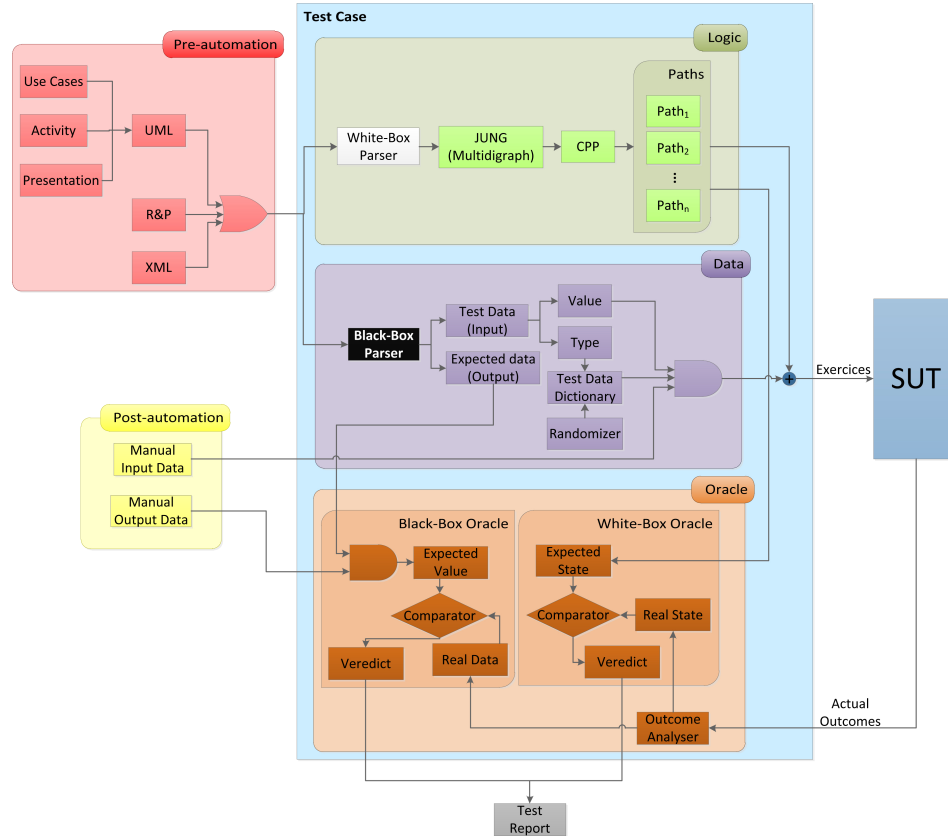 Test Case
Pre-automation
Use Cases
Activity
Presentation
UML
R&P
XML
Logic
White-Box
Parser
JUNG
(Multidigraph)
CPP
Paths
Path1
Path2
⋮
Pathn
Data
Black-Box
Parser
Test Data
(Input)
Expected data
(Output)
Value
Type
Test Data
Dictionary
Randomizer
+
Exercices
SUT
Post-automation
Manual
Input Data
Manual
Output Data
Oracle
Black-Box Oracle
Expected
Value
Comparator
Veredict
Real Data
White-Box Oracle
Expected
State
Comparator
Real State
Veredict
Outcome
Analyser
Actual
Outcomes
Test
Report